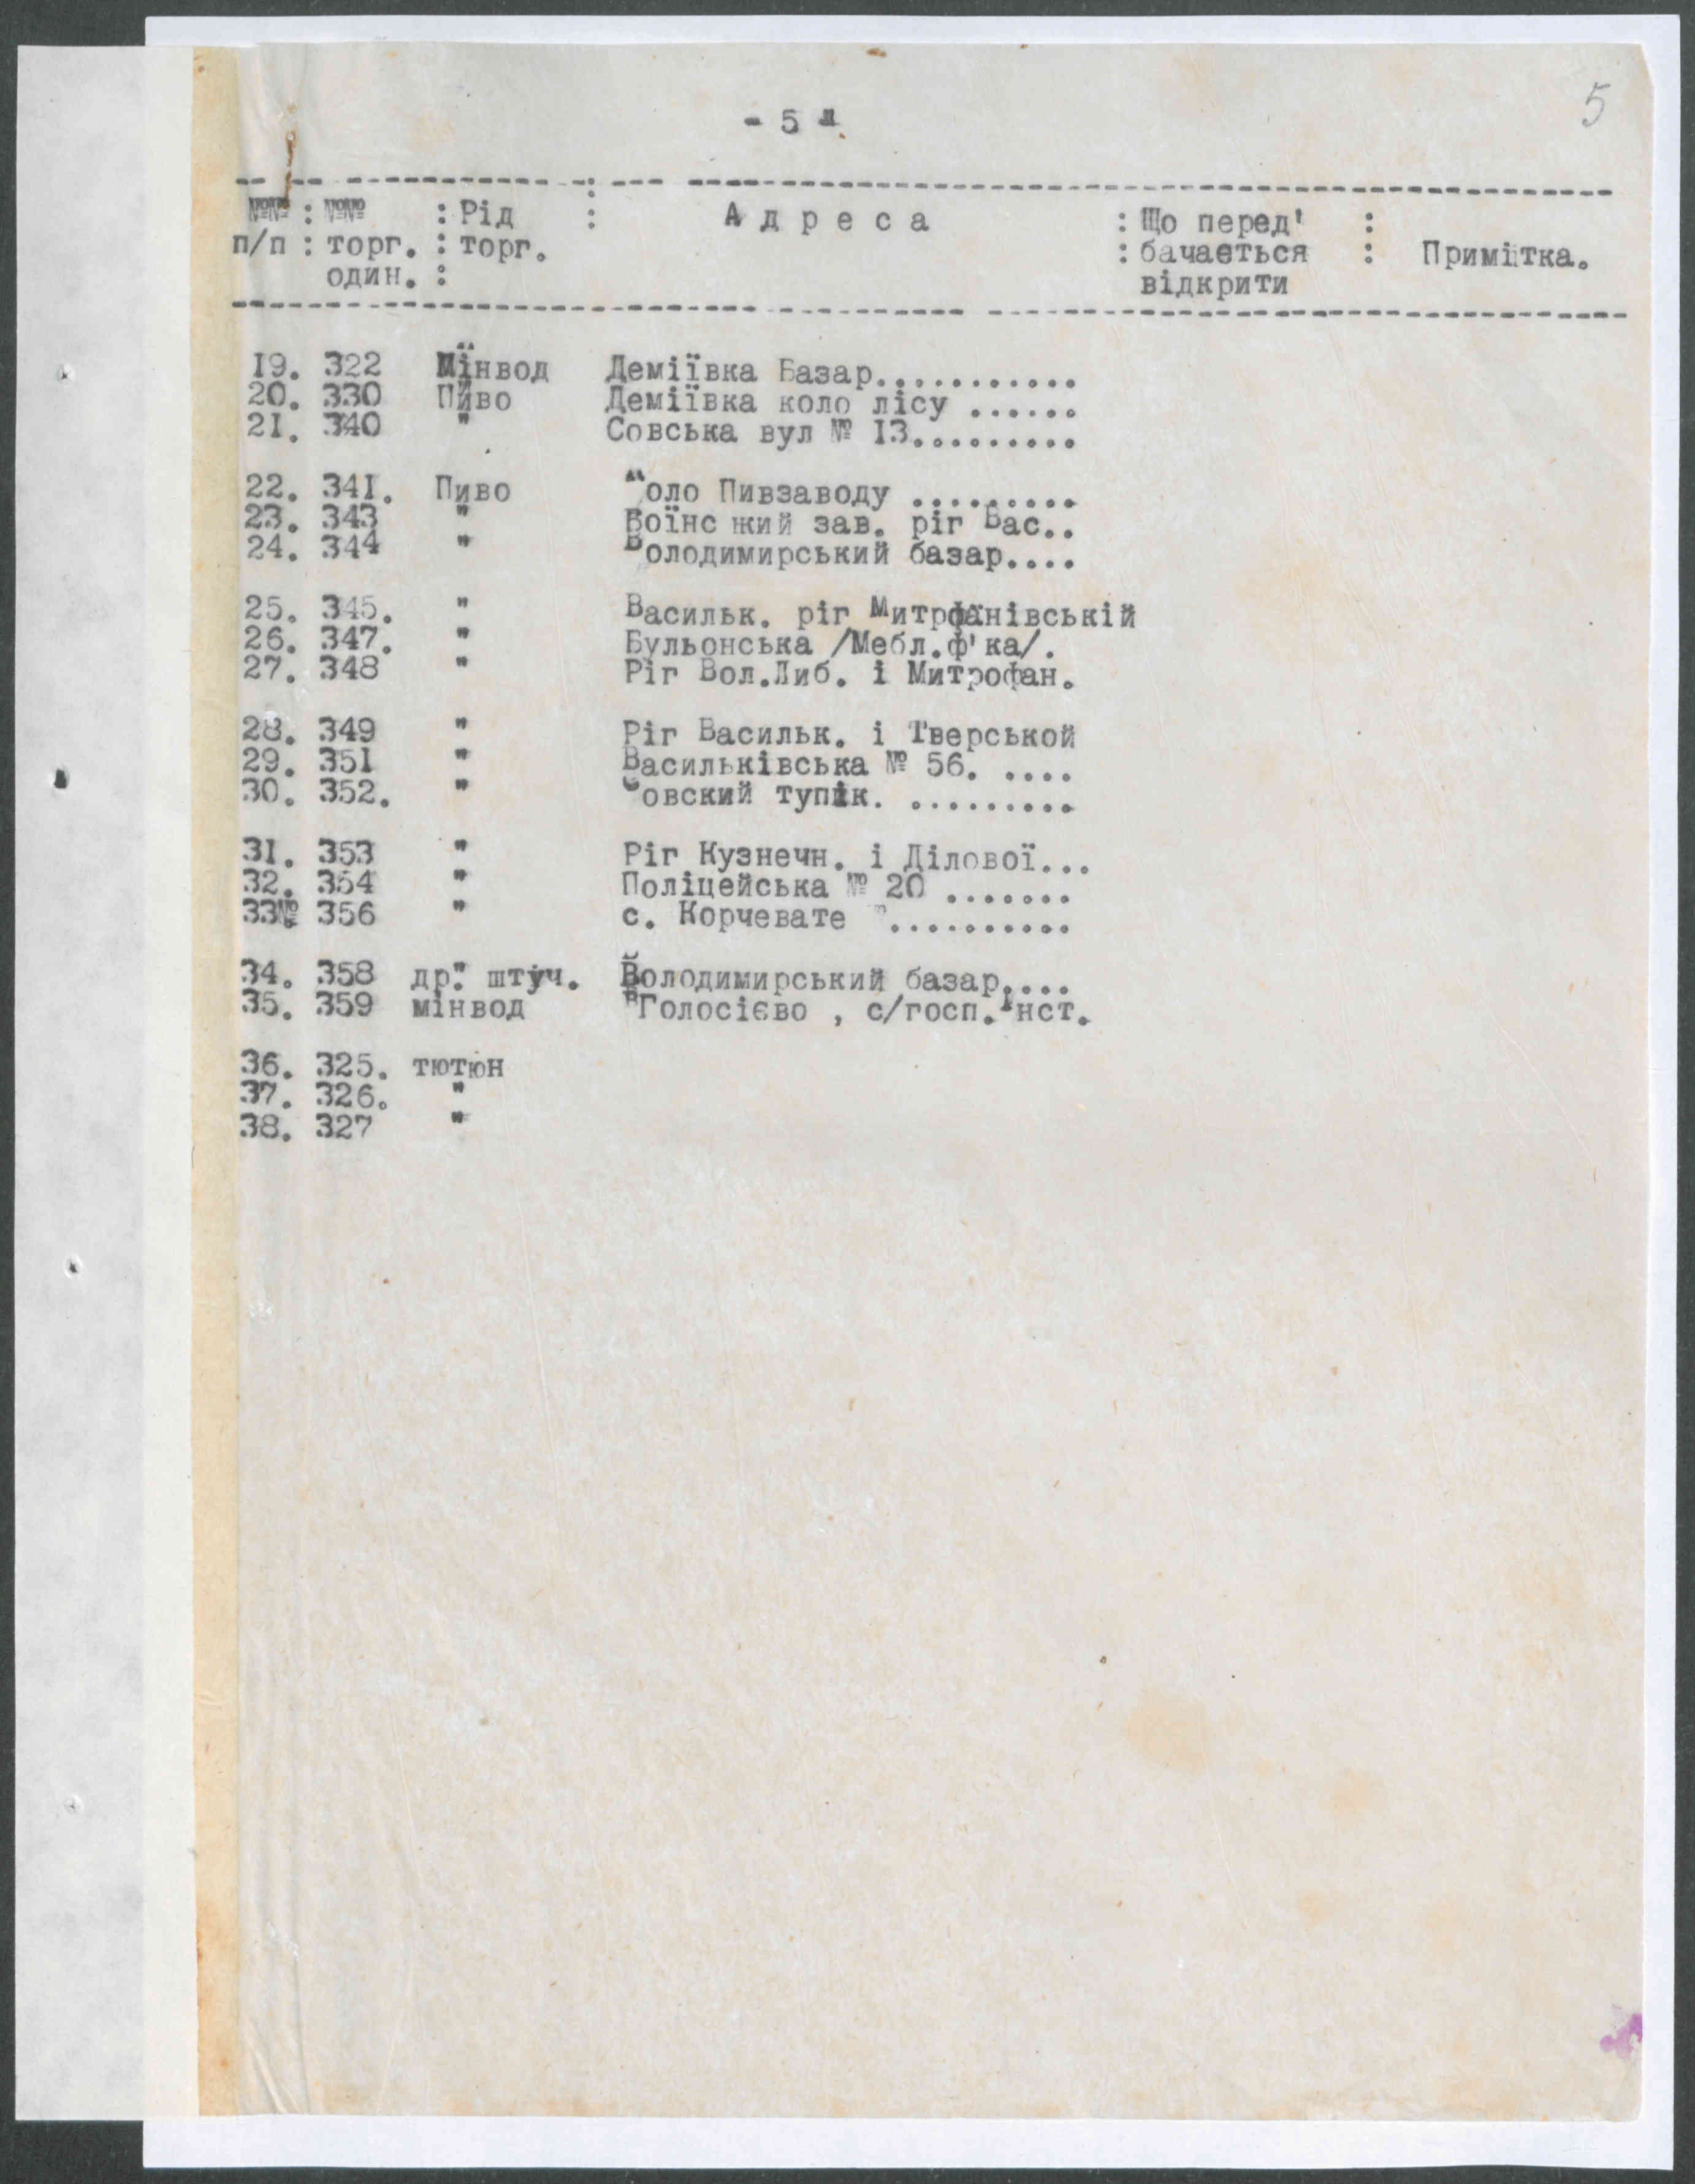 5
- 5 -
№№ : №№ : Рід : А д р е с а : Що перед' :
п/п : торг. : торг. : бачається : Примітка.
один. : відкрити
19. 322 Мінвод Деміївка Базар...........
20. 330 Пиво Деміївка коло лісу ......
21. 340 " Совська вул № 13.........
22. 341. Пиво Коло Пивзаводу .........
23. 343 " Боїнс жий зав. ріг Вас..
24. 344 " Володимирський базар....
25. 345. " Васильк. ріг Митрофанівській
26. 347. " Бульонська /Мебл.ф'ка/.
27. 348 " Ріг Вол.Либ. і Митрофан.
28. 349 " Ріг Васильк. і Тверської
29. 351 " Васильківська № 56. ....
30. 352. " Совский тупік. .........
31. 353 " Ріг Кузнечн. і Ділової...
32. 354 " Поліцейська № 20 .......
33№ 356 " с. Корчевате ..........
34. 358 др." штуч. Володимирський базар....
35. 359 мінвод Голосієво , с/госп.Інст.
36. 325. тютюн
37. 326. "
38. 327 "